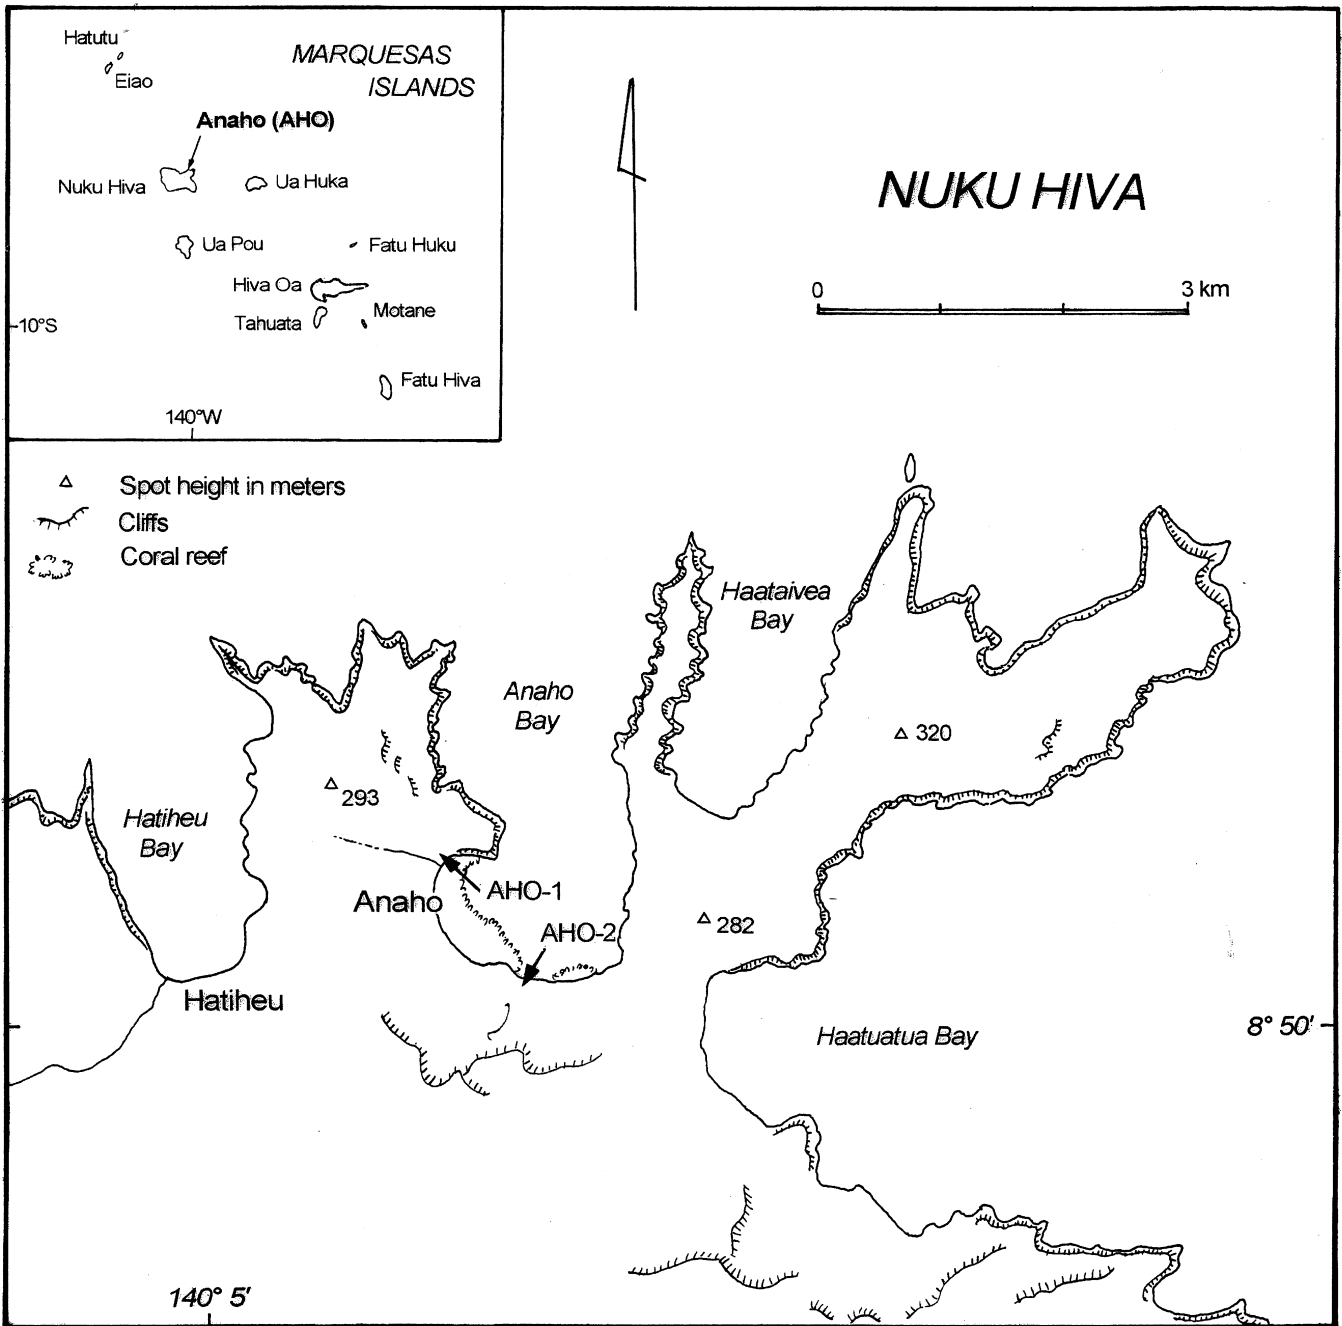 Hatutu
Eiao
MARQUESAS
ISLANDS
Anaho (AHO)
Nuku Hiva
Ua Huka
Ua Pou
Fatu Huku
Hiva Oa
Motane
Tahuata
10°S
Fatu Hiva
140°W
NUKU HIVA
0
3 km
Spot height in meters
Cliffs
Coral reef
Haataivea
Bay
Anaho
Bay
320
293
Hatiheu
Bay
AHO-1
Anaho
AHO-2
282
Hatiheu
Haatuatua Bay
8° 50'
140° 5'